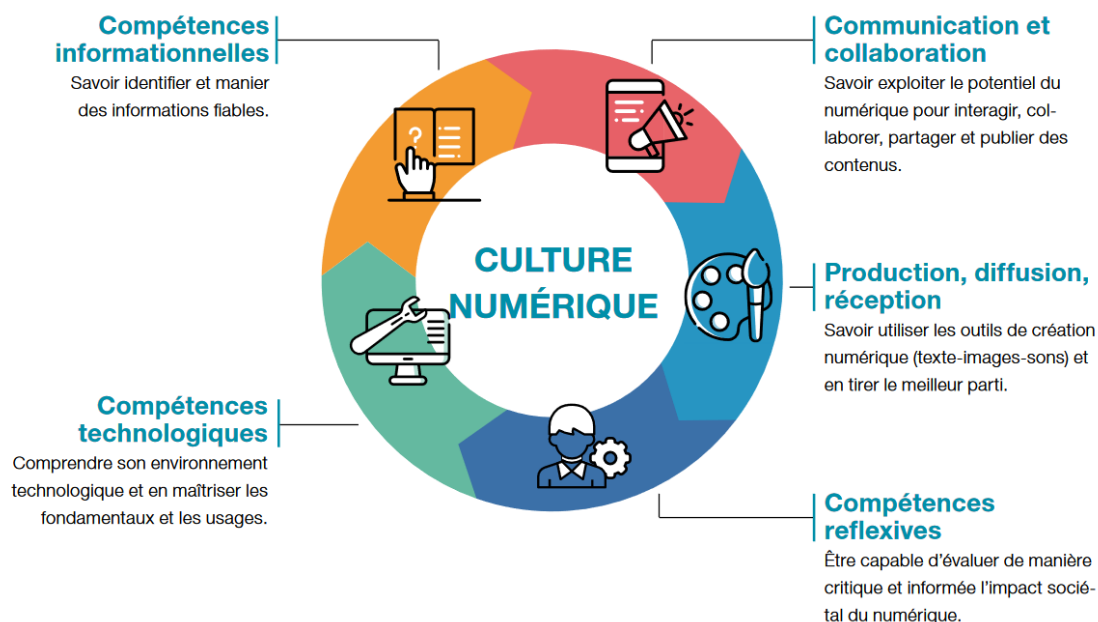 Compétences
informationnelles
Savoir identifier et manier
des informations fiables.
Communication et
collaboration
Savoir exploiter le potentiel du
numérique pour interagir, col-
laborer, partager et publier des
contenus.
?
CULTURE
NUMÉRIQUE
Production, diffusion,
réception
Savoir utiliser les outils de création
numérique (texte-images-sons) et
en tirer le meilleur parti.
Compétences
technologiques
Comprendre son environnement
technologique et en maîtriser les
fondamentaux et les usages.
Compétences
reflexives
Être capable d'évaluer de manière
critique et informée l'impact socié-
tal du numérique.